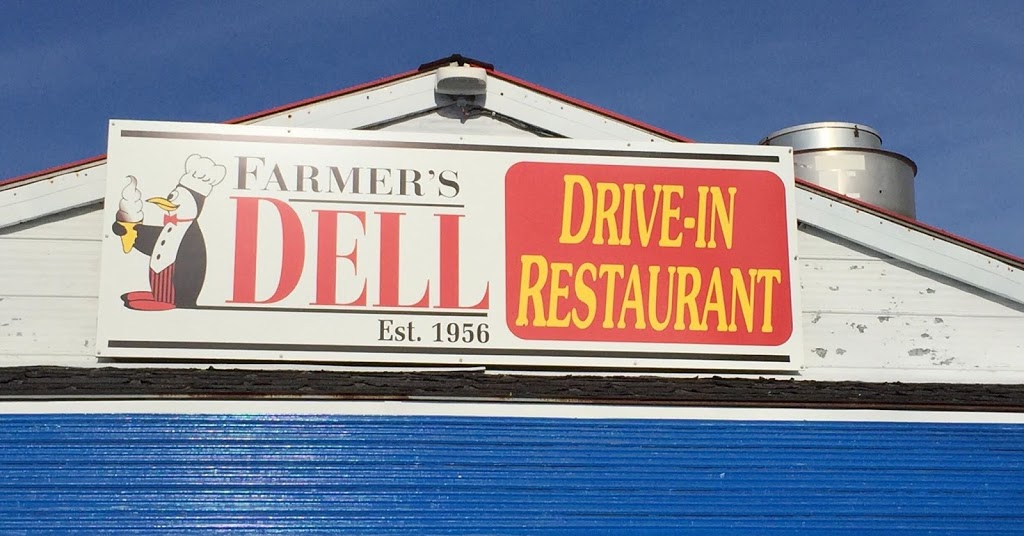 FARMER'S
DELL
Est. 1956
DRIVE-IN
RESTAURANT